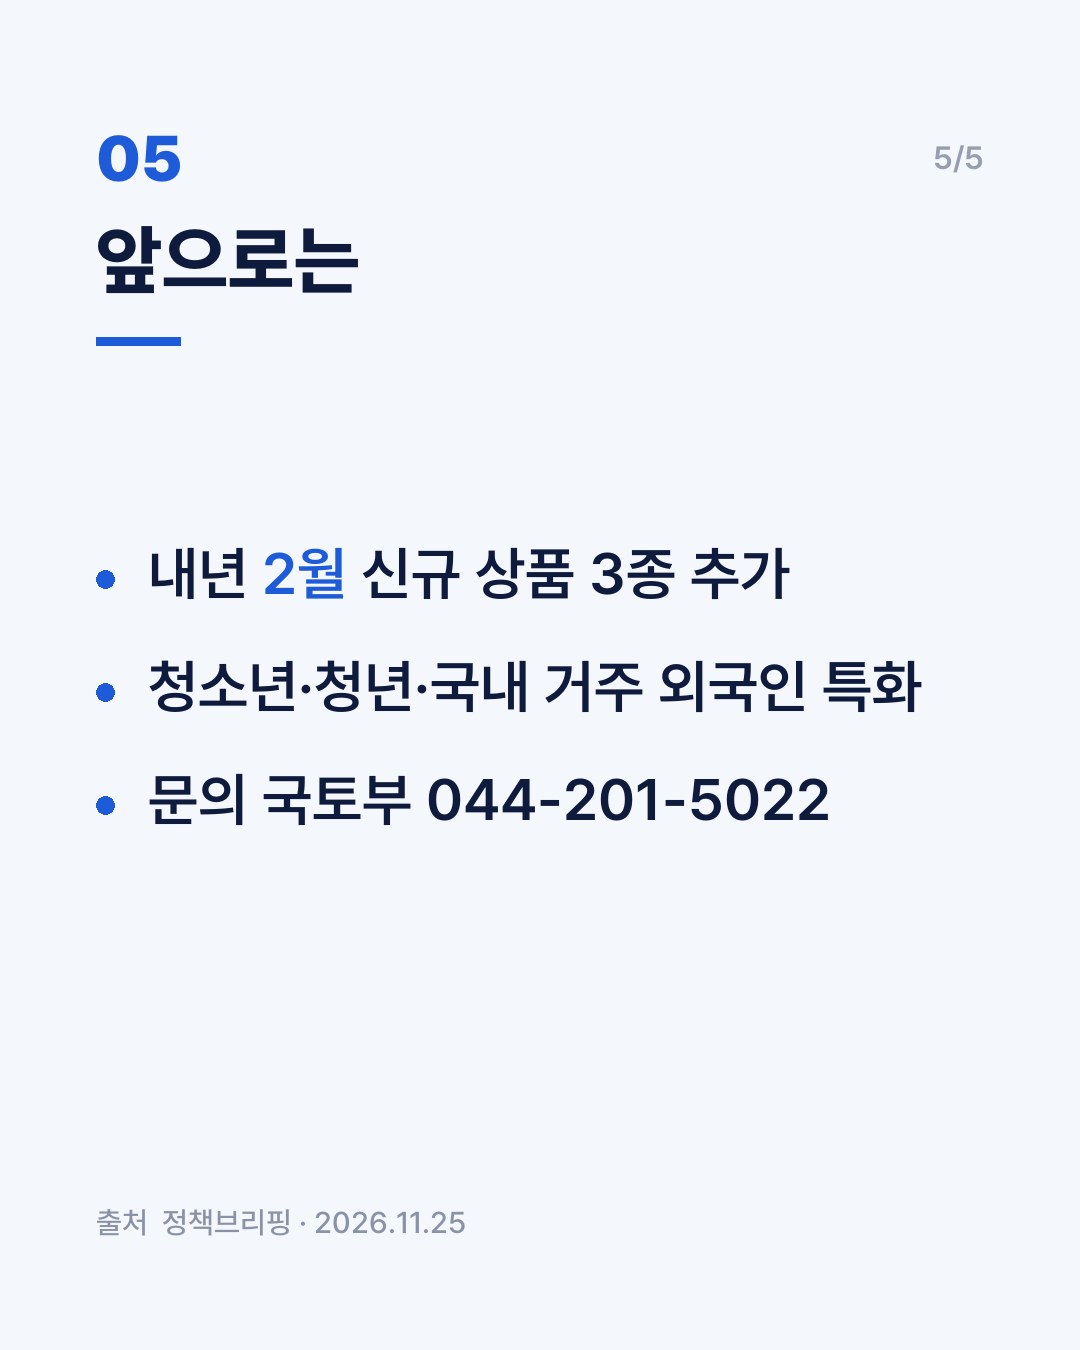 05
5/5
앞으로는
내년 2월 신규 상품 3종 추가
청소년·청년·국내 거주 외국인 특화
문의 국토부 044-201-5022
출처 정책브리핑 · 2026.11.25